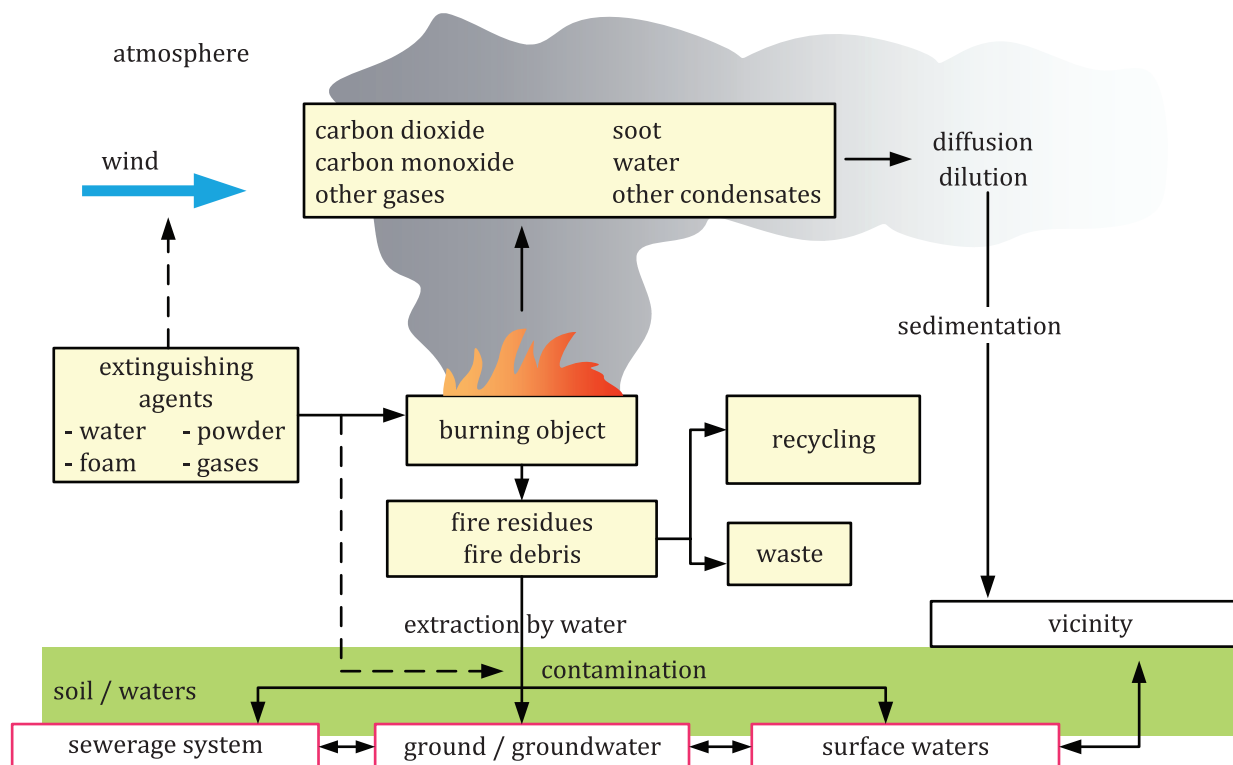 atmosphere
carbon dioxide
carbon monoxide
other gases
soot
water
other condensates
diffusion
dilution
wind
sedimentation
extinguishing
agents
- water - powder
- foam - gases
burning object
recycling
fire residues
fire debris
waste
extraction by water
vicinity
contamination
soil / waters
sewerage system
ground / groundwater
surface waters